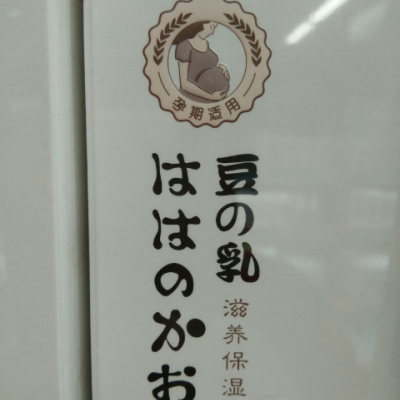 孕期适用
豆の乳
滋养保湿
ははのかお